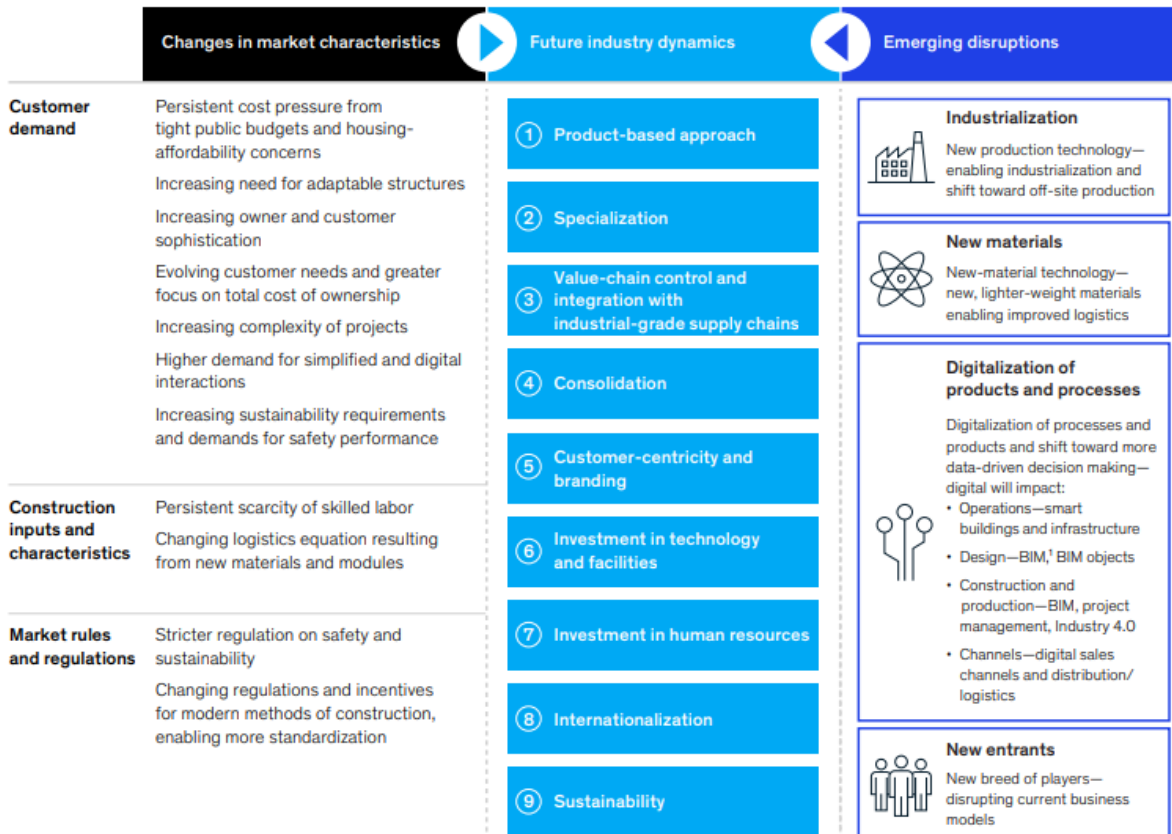 Changes in market characteristics
Future industry dynamics
Emerging disruptions
Customer
demand
Persistent cost pressure from
tight public budgets and housing-
affordability concerns
Increasing need for adaptable structures
Increasing owner and customer
sophistication
Evolving customer needs and greater
focus on total cost of ownership
Increasing complexity of projects
Higher demand for simplified and digital
interactions
Increasing sustainability requirements
and demands for safety performance
Construction
inputs and
characteristics
Persistent scarcity of skilled labor
Changing logistics equation resulting
from new materials and modules
Market rules
and regulations
Stricter regulation on safety and
sustainability
Changing regulations and incentives
for modern methods of construction,
enabling more standardization
1 Product-based approach
2 Specialization
3 Value-chain control and
integration with
industrial-grade supply chains
4 Consolidation
5 Customer-centricity and
branding
6 Investment in technology
and facilities
7 Investment in human resources
8 Internationalization
9 Sustainability
Industrialization
New production technology—
enabling industrialization and
shift toward off-site production
New materials
New-material technology—
new, lighter-weight materials
enabling improved logistics
Digitalization of
products and processes
Digitalization of processes and
products and shift toward more
data-driven decision making—
digital will impact:
• Operations—smart
buildings and infrastructure
• Design—BIM,¹ BIM objects
• Construction and
production—BIM, project
management, Industry 4.0
• Channels—digital sales
channels and distribution/
logistics
New entrants
New breed of players—
disrupting current business
models